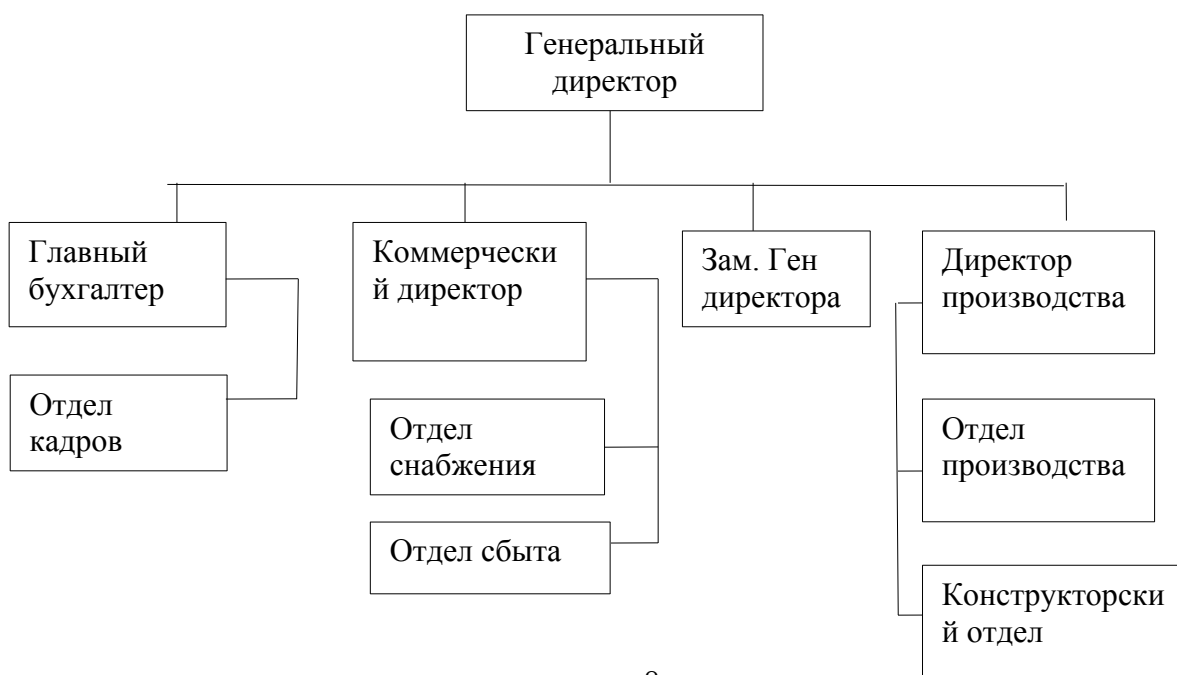 Генеральный
директор
Главный
бухгалтер
Коммерчески
й директор
Зам. Ген
директора
Директор
производства
Отдел
кадров
Отдел
снабжения
Отдел
производства
Отдел сбыта
Конструкторски
й отдел